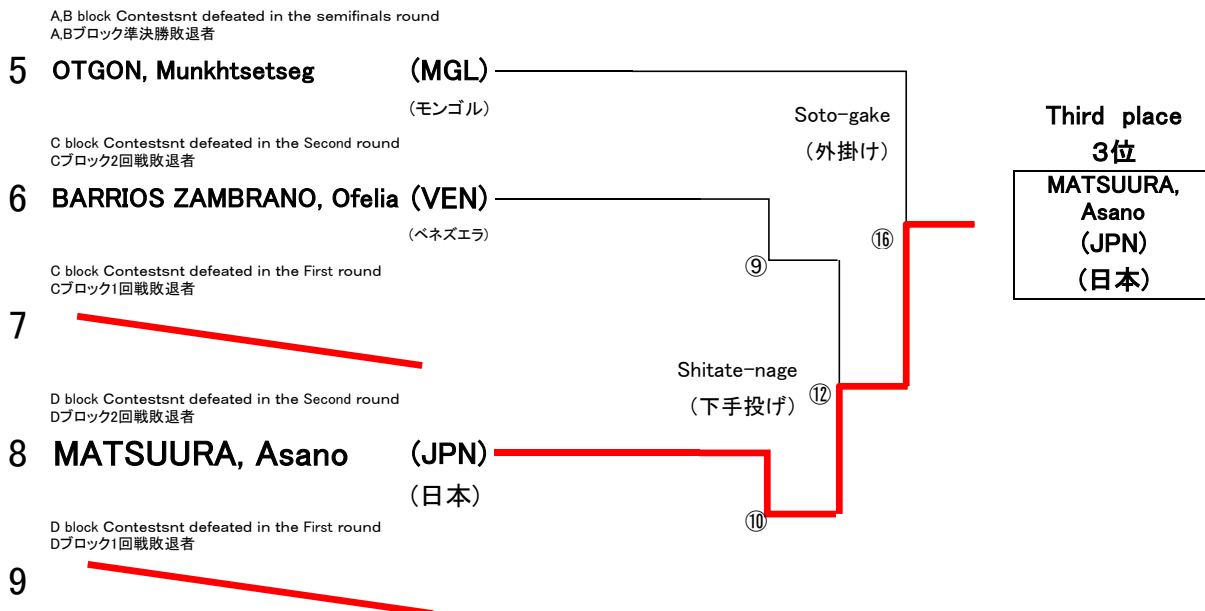 A,B block Contestsnt defeated in the semifinals round
A,Bブロック準決勝敗退者
5 OTGON, Munkhtsetseg (MGL)
(モンゴル)
Soto-gake
(外掛け)
Third place
3位
MATSUURA,
Asano
(JPN)
(日本)
C block Contestsnt defeated in the Second round
Cブロック2回戦敗退者
6 BARRIOS ZAMBRANO, Ofelia (VEN)
(ベネズエラ)
⑯
⑨
C block Contestsnt defeated in the First round
Cブロック1回戦敗退者
7
Shitate-nage
(下手投げ)
⑫
D block Contestsnt defeated in the Second round
Dブロック2回戦敗退者
8 MATSUURA, Asano (JPN)
(日本)
⑩
D block Contestsnt defeated in the First round
Dブロック1回戦敗退者
9